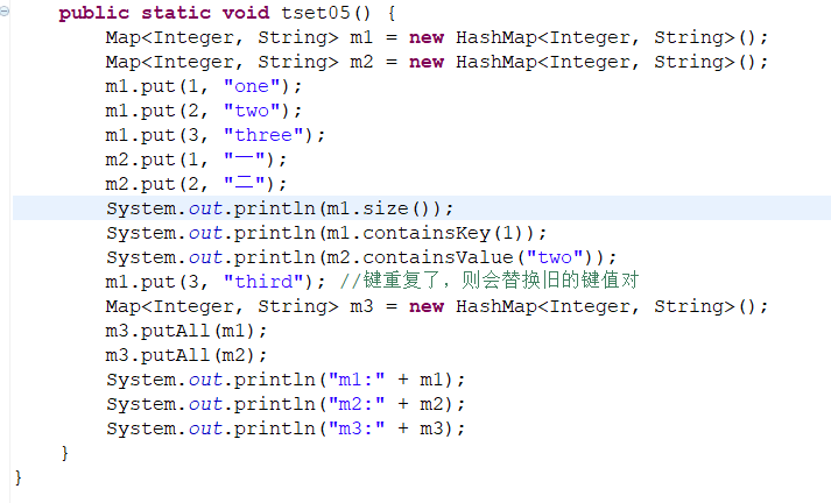 public static void tset05() {
Map<Integer, String> m1 = new HashMap<Integer, String>();
Map<Integer, String> m2 = new HashMap<Integer, String>();
m1.put(1, "one");
m1.put(2, "two");
m1.put(3, "three");
m2.put(1, "一");
m2.put(2, "二");
System.out.println(m1.size());
System.out.println(m1.containsKey(1));
System.out.println(m2.containsValue("two"));
m1.put(3, "third"); //键重复了，则会替换旧的键值对
Map<Integer, String> m3 = new HashMap<Integer, String>();
m3.putAll(m1);
m3.putAll(m2);
System.out.println("m1:" + m1);
System.out.println("m2:" + m2);
System.out.println("m3:" + m3);
}
}